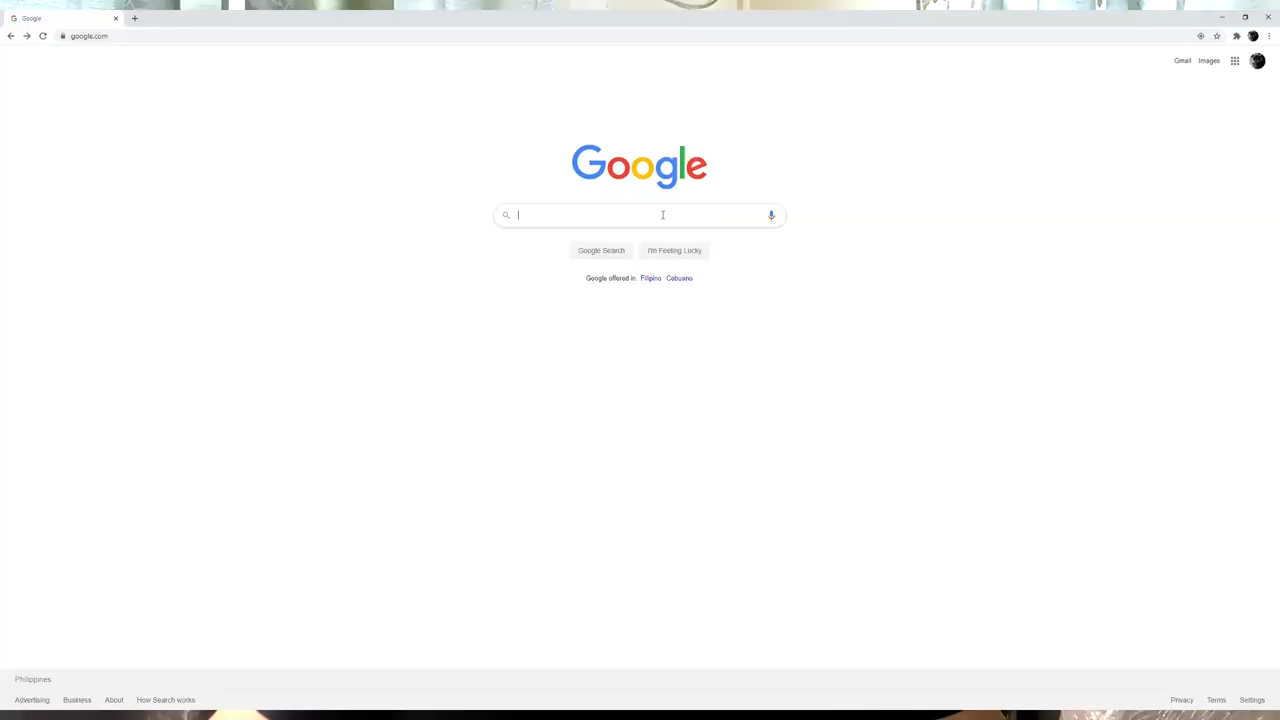 Google
google.com
Gmail Images
Google
Google Search I'm Feeling Lucky
Google offered in: Filipino Cebuano
Philippines
Advertising Business About How Search works
Privacy Terms Settings